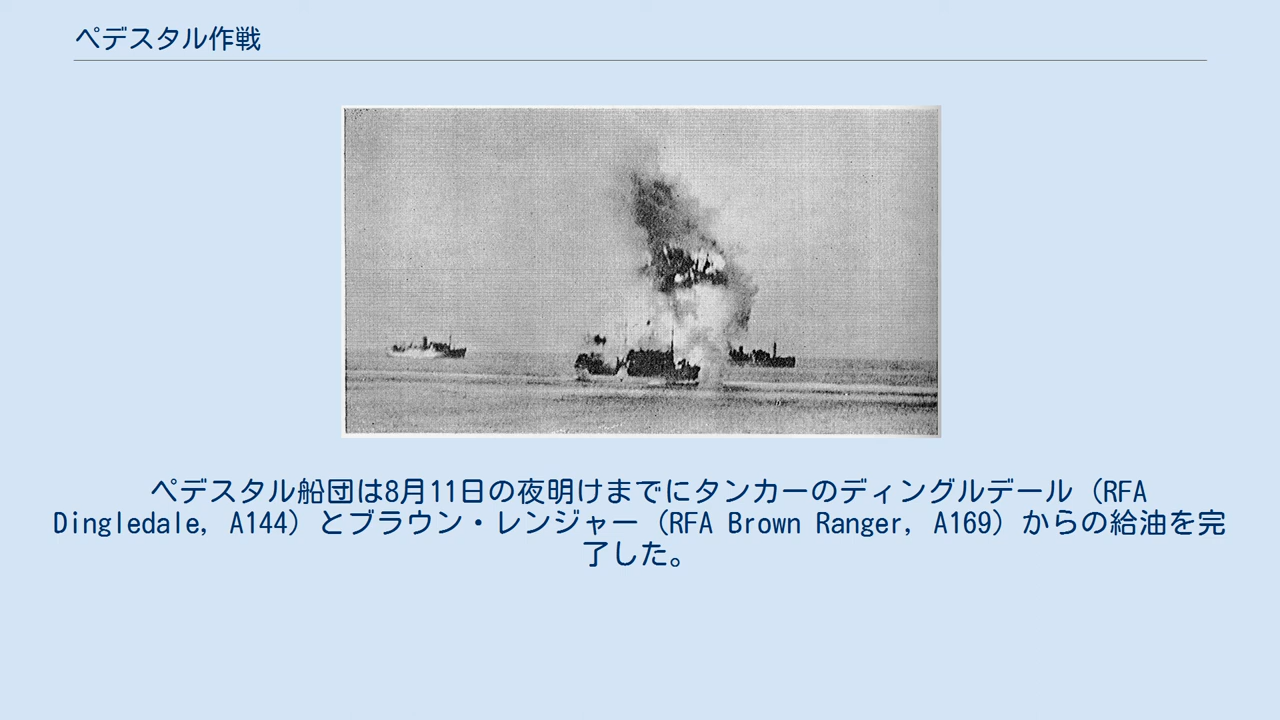 ペデスタル作戦
ペデスタル船団は8月11日の夜明けまでにタンカーのディングルデール（RFA
Dingledale, A144）とブラウン・レンジャー（RFA Brown Ranger, A169）からの給油を完
了した。